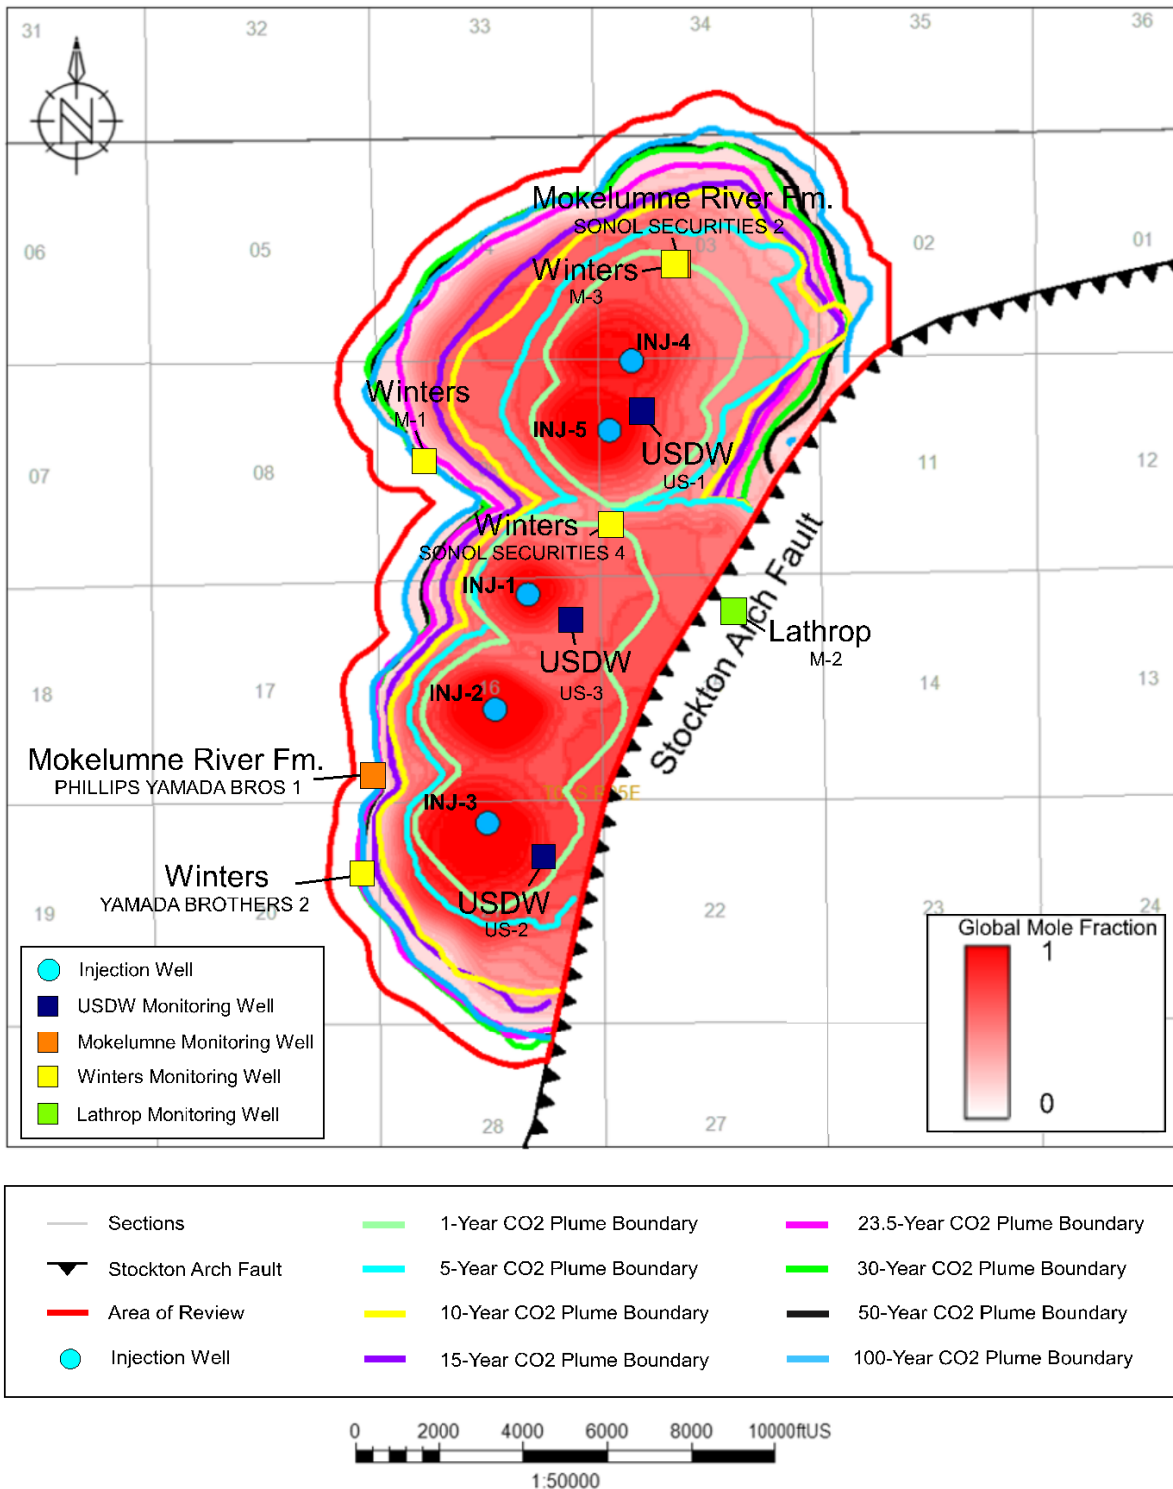 31
32
33
34
35
36
N
Mokelumne River Fm.
SONOL SECURITIES 2
06
05
03
02
01
Winters
M-3
INJ-4
Winters
M-1
INJ-5
USDW
US-1
07
08
11
12
Winters
SONOL SECURITIES 4
INJ-1
Stockton Arch Fault
Lathrop
M-2
USDW
US-3
18
17
INJ-2
16
14
13
Mokelumne River Fm.
PHILLIPS YAMADA BROS 1
INJ-3
Winters
YAMADA BROTHERS 2
USDW
US-2
19
20
22
23
24
28
27
Injection Well
USDW Monitoring Well
Mokelumne Monitoring Well
Winters Monitoring Well
Lathrop Monitoring Well
Global Mole Fraction
1
0
Sections
Stockton Arch Fault
Area of Review
Injection Well
1-Year CO2 Plume Boundary
5-Year CO2 Plume Boundary
10-Year CO2 Plume Boundary
15-Year CO2 Plume Boundary
23.5-Year CO2 Plume Boundary
30-Year CO2 Plume Boundary
50-Year CO2 Plume Boundary
100-Year CO2 Plume Boundary
0 2000 4000 6000 8000 10000ftUS
1:50000